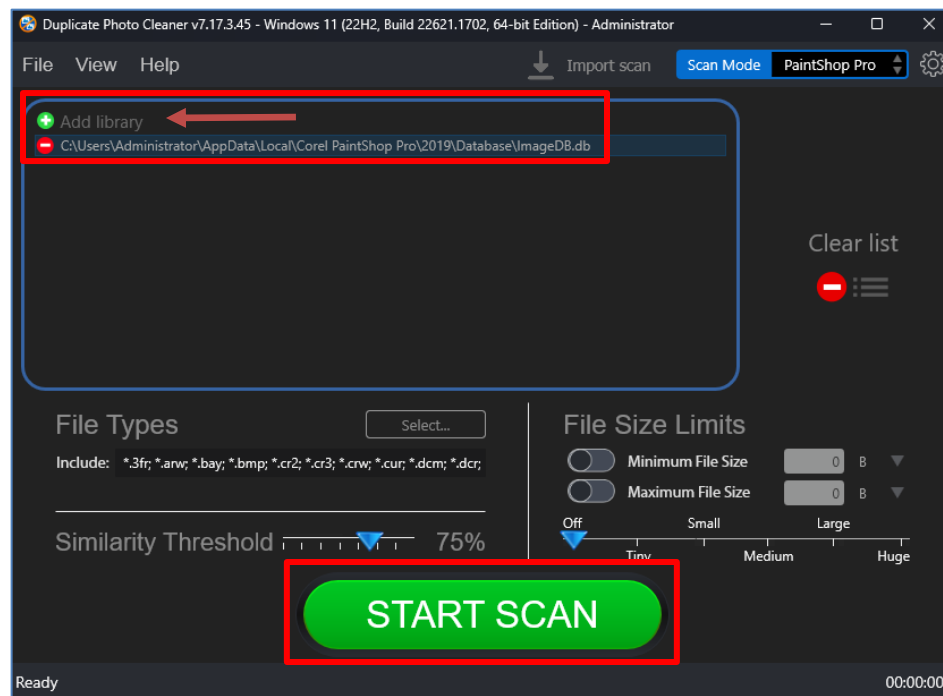 Duplicate Photo Cleaner v7.17.3.45 - Windows 11 (22H2, Build 22621.1702, 64-bit Edition) - Administrator
File View Help Import scan Scan Mode PaintShop Pro
Add library
C:\Users\Administrator\AppData\Local\Corel PaintShop Pro\2019\Database\ImageDB.db
Clear list
File Types Select... File Size Limits
Include: *.3fr; *.arw; *.bay; *.bmp; *.cr2; *.cr3; *.crw; *.cur; *.dcm; *.dcr; Minimum File Size 0 B
Maximum File Size 0 B
Off Small Large
Similarity Threshold 75%
Tiny Medium Huge
START SCAN
Ready 00:00:00